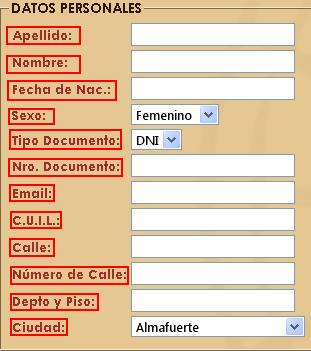 DATOS PERSONALES
Apellido:
Nombre:
Fecha de Nac.:
Sexo: Femenino
Tipo Documento: DNI
Nro. Documento:
Email:
C.U.I.L.:
Calle:
Número de Calle:
Depto y Piso:
Ciudad: Almafuerte